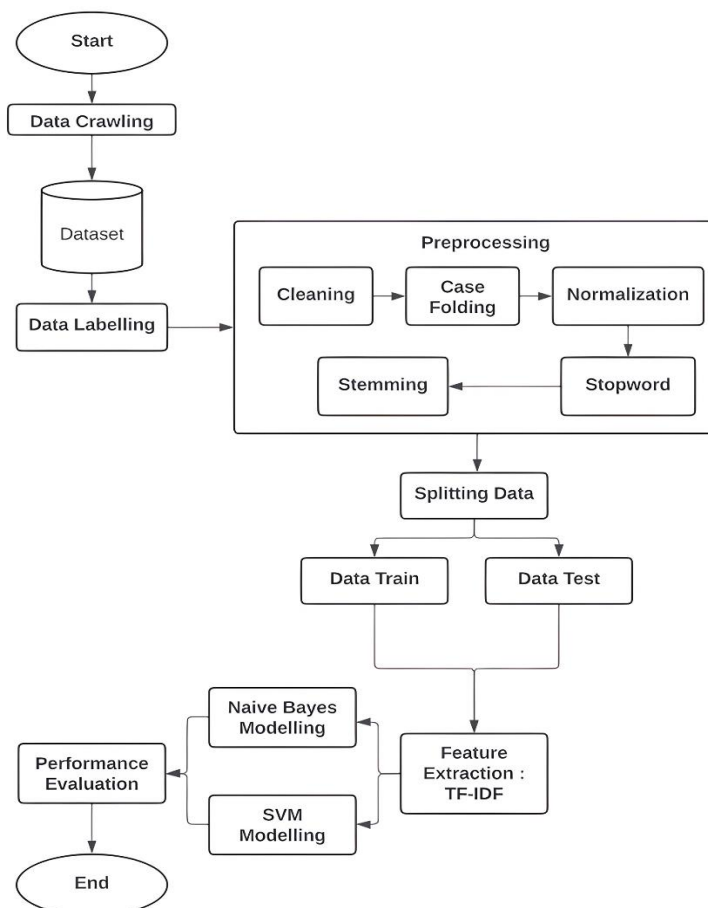 Start
Data Crawling
Dataset
Data Labelling
Preprocessing
Cleaning
Case
Folding
Normalization
Stopword
Stemming
Splitting Data
Data Train
Data Test
Feature
Extraction :
TF-IDF
Naive Bayes
Modelling
SVM
Modelling
Performance
Evaluation
End